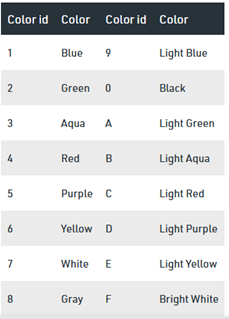 Color id Color Color id Color
1 Blue 9 Light Blue
2 Green 0 Black
3 Aqua A Light Green
4 Red B Light Aqua
5 Purple C Light Red
6 Yellow D Light Purple
7 White E Light Yellow
8 Gray F Bright White